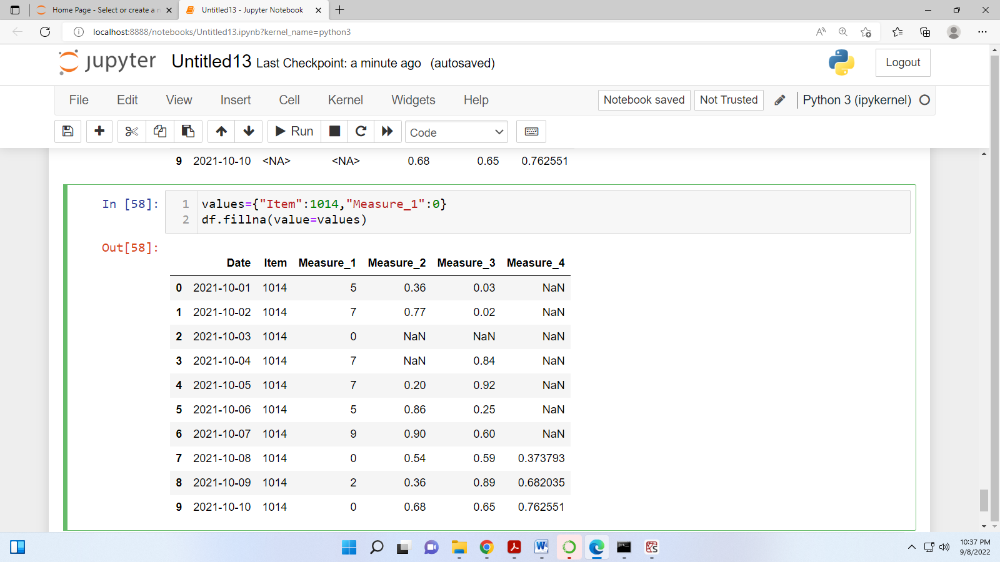 Home Page - Select or create a n
Untitled13 - Jupyter Notebook
localhost:8888/notebooks/Untitled13.ipynb?kernel_name=python3
jupyter Untitled13 Last Checkpoint: a minute ago (autosaved)
Logout
File Edit View Insert Cell Kernel Widgets Help Notebook saved Not Trusted Python 3 (ipykernel)
Run Code
9 2021-10-10 <NA> <NA> 0.68 0.65 0.762551
In [58]: 1 values={"Item":1014,"Measure_1":0}
2 df.fillna(value=values)
Out[58]:
Date Item Measure_1 Measure_2 Measure_3 Measure_4
0 2021-10-01 1014 5 0.36 0.03 NaN
1 2021-10-02 1014 7 0.77 0.02 NaN
2 2021-10-03 1014 0 NaN NaN NaN
3 2021-10-04 1014 7 NaN 0.84 NaN
4 2021-10-05 1014 7 0.20 0.92 NaN
5 2021-10-06 1014 5 0.86 0.25 NaN
6 2021-10-07 1014 9 0.90 0.60 NaN
7 2021-10-08 1014 0 0.54 0.59 0.373793
8 2021-10-09 1014 2 0.36 0.89 0.682035
9 2021-10-10 1014 0 0.68 0.65 0.762551
10:37 PM
9/8/2022